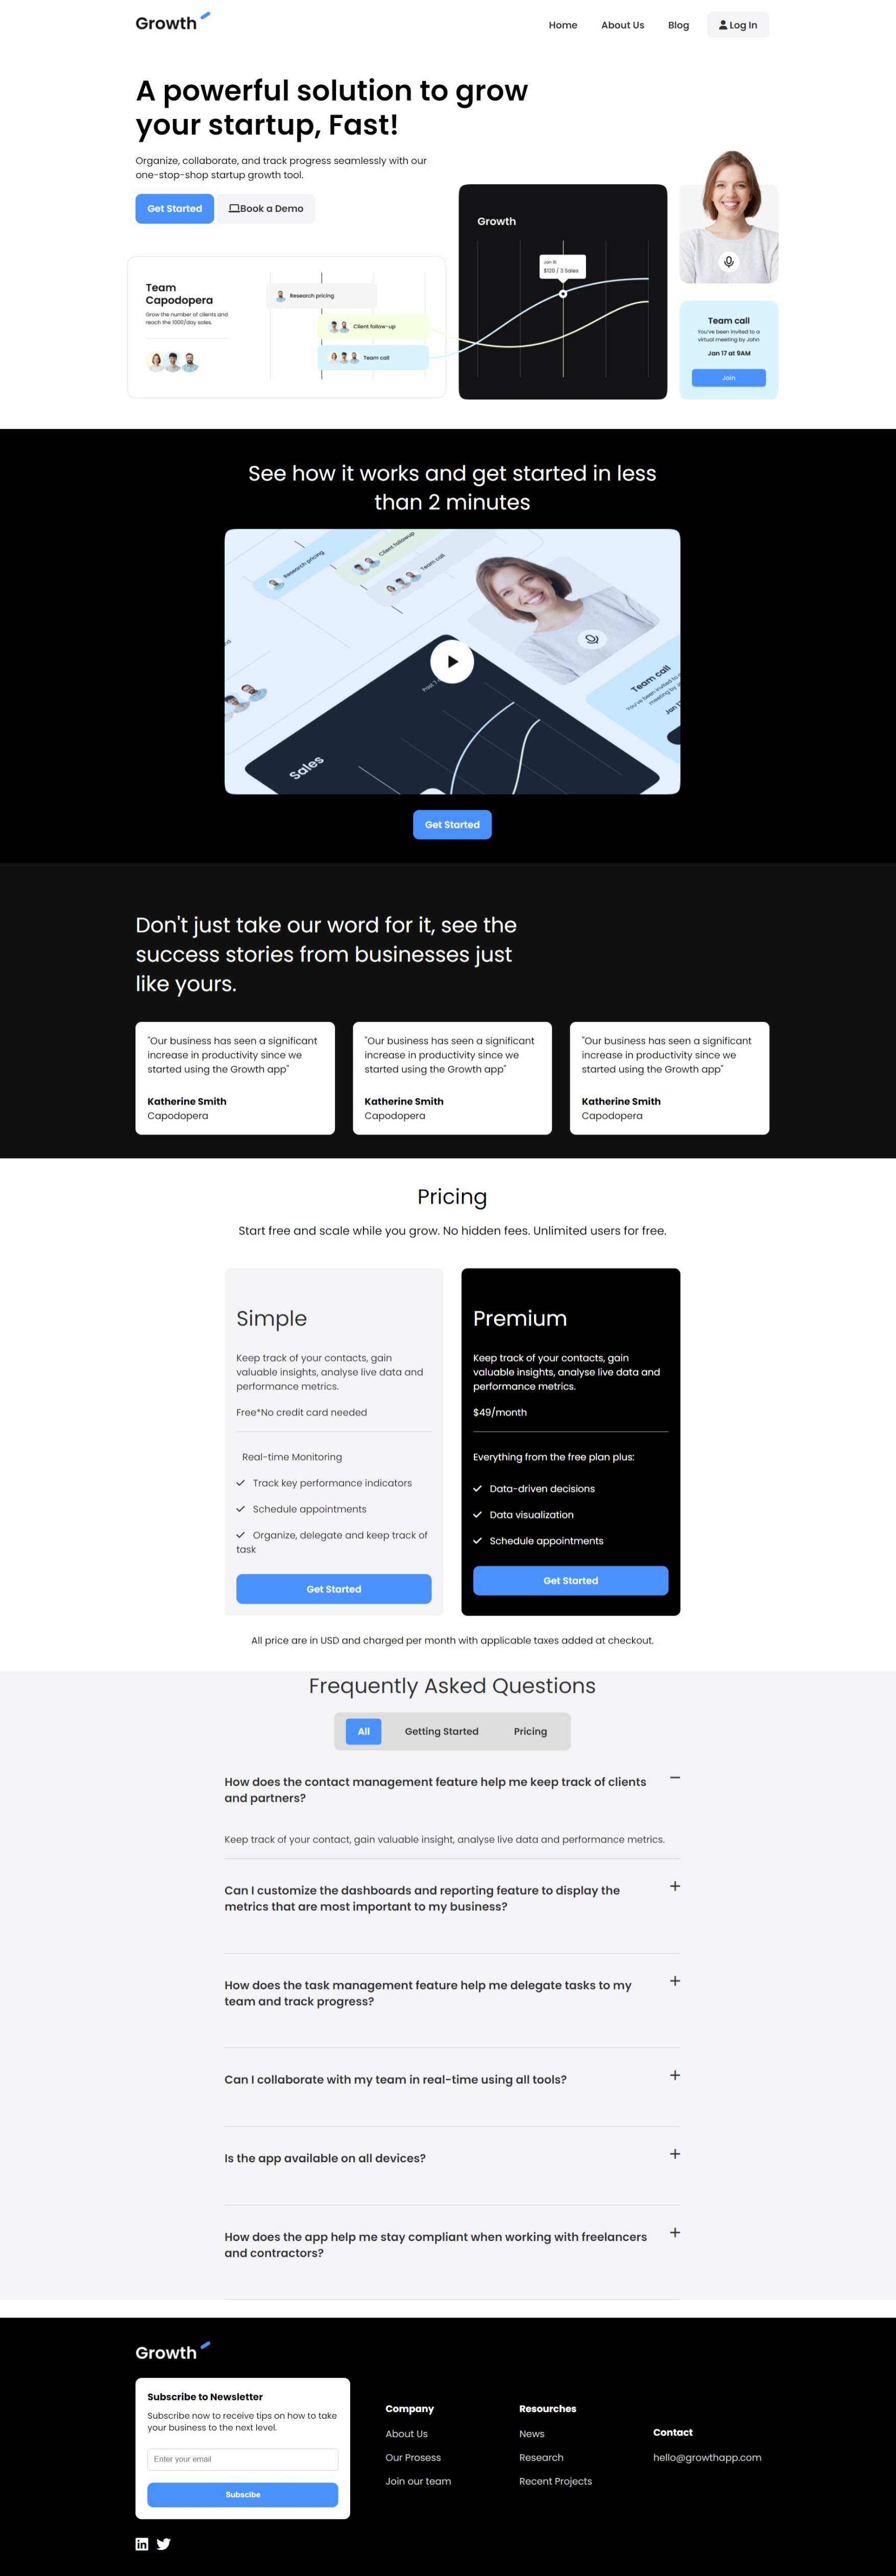 Growth
Home
About Us
Blog
Log In
A powerful solution to grow
your startup, Fast!
Organize, collaborate, and track progress seamlessly with our
one-stop-shop startup growth tool.
Get Started
Book a Demo
Team
Capodopera
Grow the number of clients and
reach the 1000/day sales.
Research pricing
Client follow-up
Team call
Growth
$120 / 3 Sales
Team call
You've been invited to a
virtual meeting by John
Jan 17 at 9AM
Join
See how it works and get started in less
than 2 minutes
Research pricing
Client followup
Team call
Sales
Team call
You've been invited to
meeting by
Get Started
Don't just take our word for it, see the
success stories from businesses just
like yours.
"Our business has seen a significant
increase in productivity since we
started using the Growth app"
Katherine Smith
Capodopera
"Our business has seen a significant
increase in productivity since we
started using the Growth app"
Katherine Smith
Capodopera
"Our business has seen a significant
increase in productivity since we
started using the Growth app"
Katherine Smith
Capodopera
Pricing
Start free and scale while you grow. No hidden fees. Unlimited users for free.
Simple
Keep track of your contacts, gain
valuable insights, analyse live data and
performance metrics.
Free*No credit card needed
Real-time Monitoring
Track key performance indicators
Schedule appointments
Organize, delegate and keep track of
task
Get Started
Premium
Keep track of your contacts, gain
valuable insights, analyse live data and
performance metrics.
$49/month
Everything from the free plan plus:
Data-driven decisions
Data visualization
Schedule appointments
Get Started
All price are in USD and charged per month with applicable taxes added at checkout.
Frequently Asked Questions
All
Getting Started
Pricing
How does the contact management feature help me keep track of clients
and partners?
Keep track of your contact, gain valuable insight, analyse live data and performance metrics.
Can I customize the dashboards and reporting feature to display the
metrics that are most important to my business?
How does the task management feature help me delegate tasks to my
team and track progress?
Can I collaborate with my team in real-time using all tools?
Is the app available on all devices?
How does the app help me stay compliant when working with freelancers
and contractors?
Growth
Subscribe to Newsletter
Subscribe now to receive tips on how to take
your business to the next level.
Enter your email
Subscibe
Company
About Us
Our Prosess
Join our team
Resourches
News
Research
Recent Projects
Contact
hello@growthapp.com